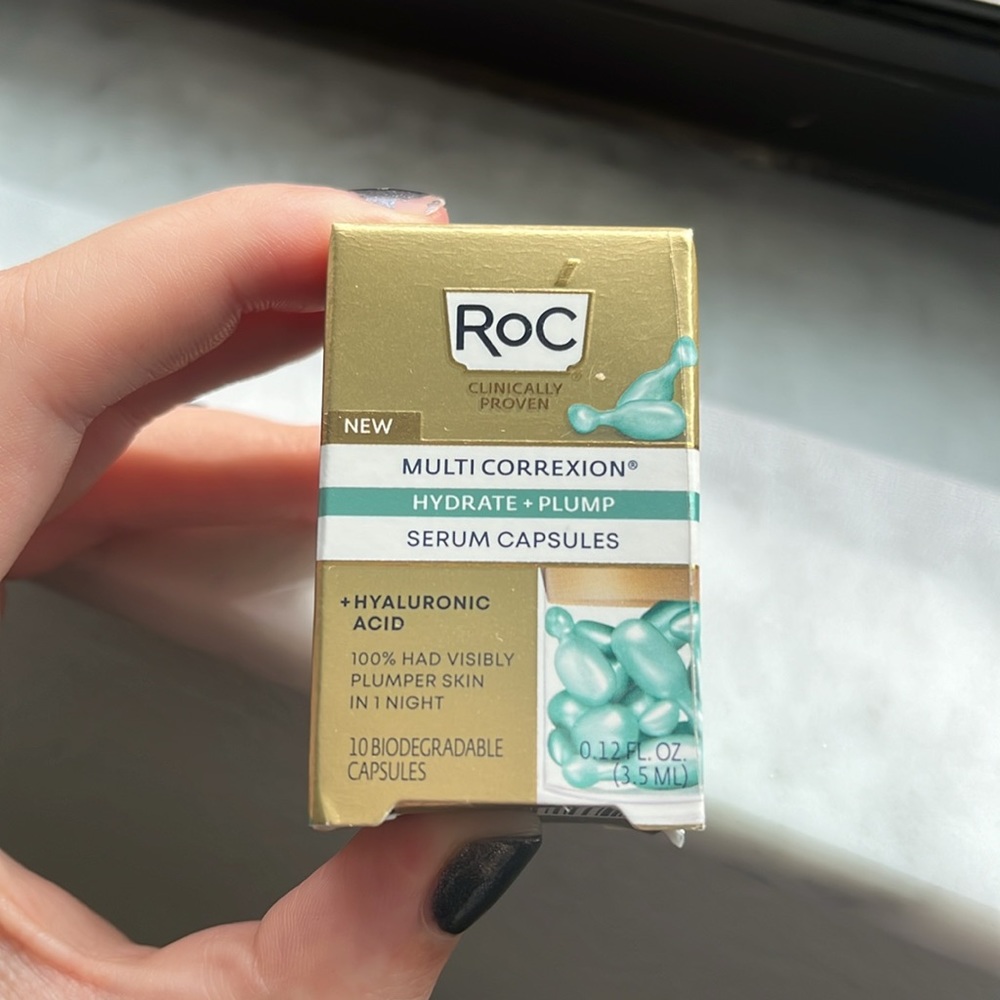 RoC
CLINICALLY
PROVEN
NEW
MULTI CORREXION®
HYDRATE + PLUMP
SERUM CAPSULES
+HYALURONIC
ACID
100% HAD VISIBLY
PLUMPER SKIN
IN 1 NIGHT
10 BIODEGRADABLE
CAPSULES
0.12 FL. OZ.
(3.5 ML)